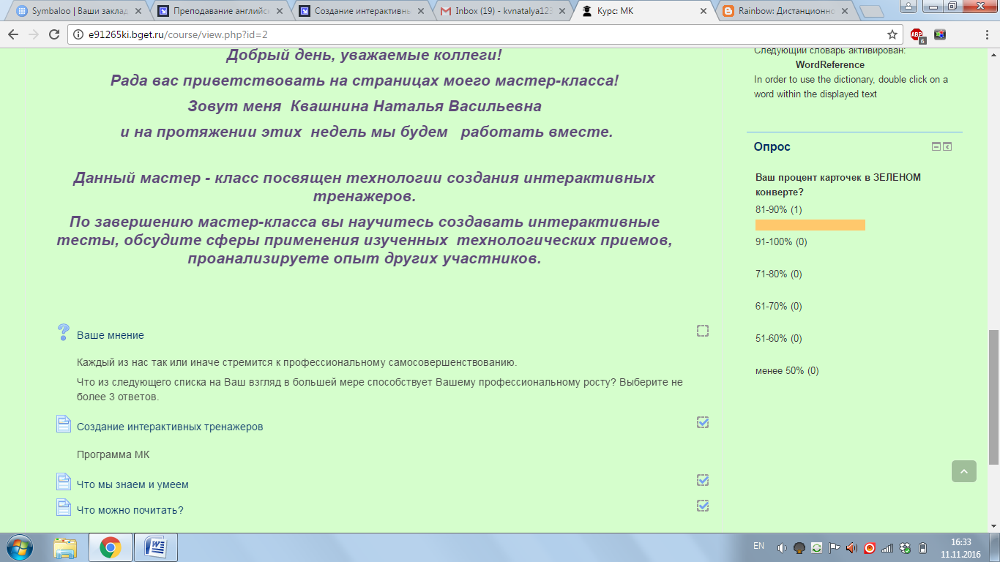 Symbaloo | Ваши заклад
Преподавание английск
Создание интерактивны
Inbox (19) - kvnatalya123
Курс: МК
Rainbow: Дистанционно
e91265ki.bget.ru/course/view.php?id=2
ABP
6
Добрый день, уважаемые коллеги!
Рада вас приветствовать на страницах моего мастер-класса!
Зовут меня Квашнина Наталья Васильевна
и на протяжении этих недель мы будем работать вместе.
Данный мастер - класс посвящен технологии создания интерактивных
тренажеров.
По завершению мастер-класса вы научитесь создавать интерактивные
тесты, обсудите сферы применения изученных технологических приемов,
проанализируете опыт других участников.
Ваше мнение
Каждый из нас так или иначе стремится к профессиональному самосовершенствованию.
Что из следующего списка на Ваш взгляд в большей мере способствует Вашему профессиональному росту? Выберите не
более 3 ответов.
Создание интерактивных тренажеров
Программа МК
Что мы знаем и умеем
Что можно почитать?
Следующий словарь активирован:
WordReference
In order to use the dictionary, double click on a
word within the displayed text
Опрос
Ваш процент карточек в ЗЕЛЕНОМ
конверте?
81-90% (1)
91-100% (0)
71-80% (0)
61-70% (0)
51-60% (0)
менее 50% (0)
EN
16:33
11.11.2016